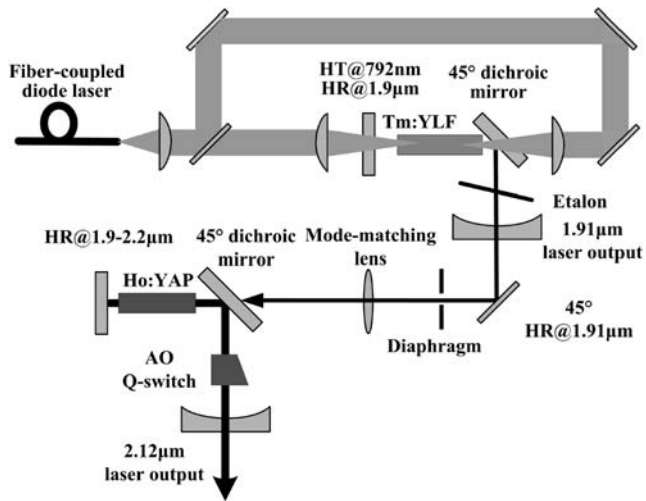 Fiber-coupled
diode laser
HT@792nm
HR@1.9μm
45° dichroic
mirror
Tm:YLF
Etalon
1.91μm
laser output
HR@1.9-2.2μm
45° dichroic
mirror
Mode-matching
lens
Ho:YAP
45°
HR@1.91μm
Diaphragm
AO
Q-switch
2.12μm
laser output